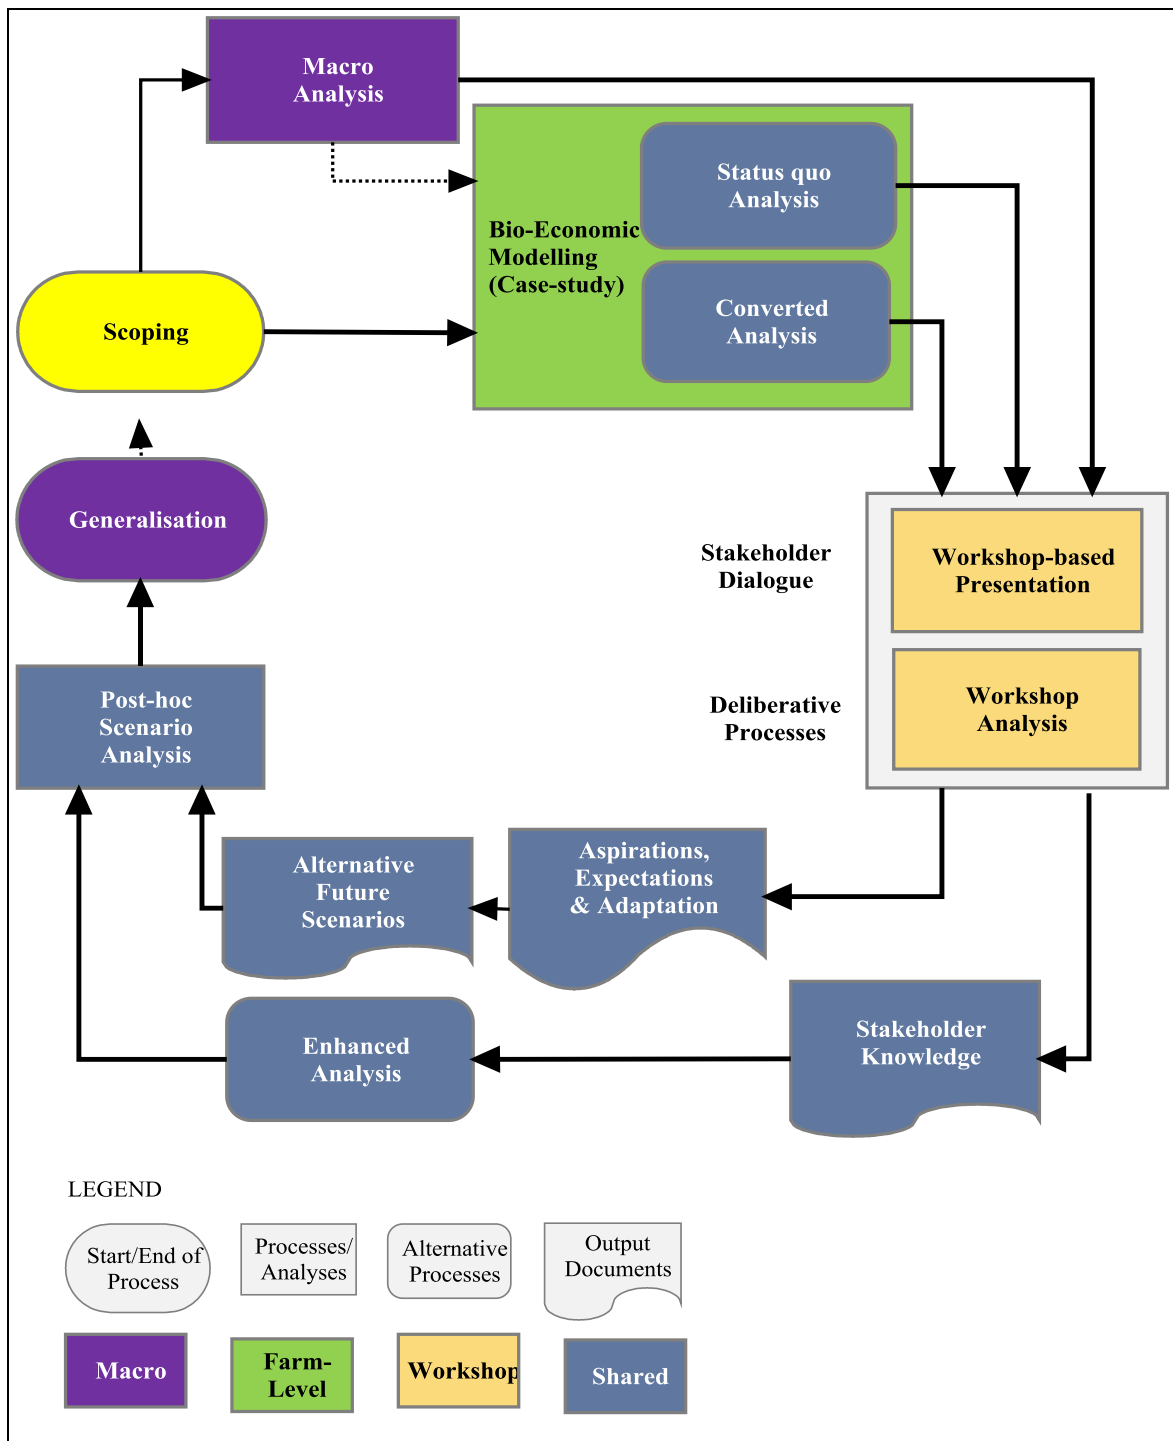 Macro
Analysis
Status quo
Analysis
Bio-Economic
Modelling
(Case-study)
Converted
Analysis
Scoping
Generalisation
Stakeholder
Dialogue
Workshop-based
Presentation
Deliberative
Processes
Workshop
Analysis
Post-hoc
Scenario
Analysis
Alternative
Future
Scenarios
Aspirations,
Expectations
& Adaptation
Enhanced
Analysis
Stakeholder
Knowledge
LEGEND
Start/End of
Process
Processes/
Analyses
Alternative
Processes
Output
Documents
Macro
Farm-
Level
Workshop
Shared